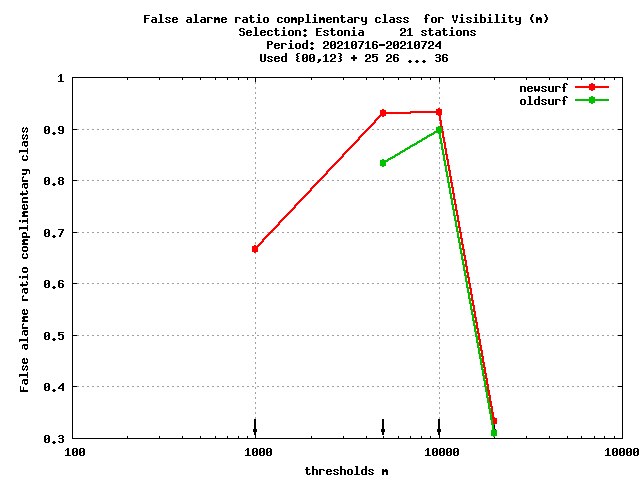 False alarme ratio complimentary class  for Visibility (m)
Selection: Estonia     21 stations
Period: 20210716-20210724
Used {00,12} + 25 26 ... 36
newsurf
oldsurf
1
0.9
0.8
0.7
0.6
0.5
0.4
0.3
False alarme ratio complimentary class
100
1000
10000
10000
thresholds m